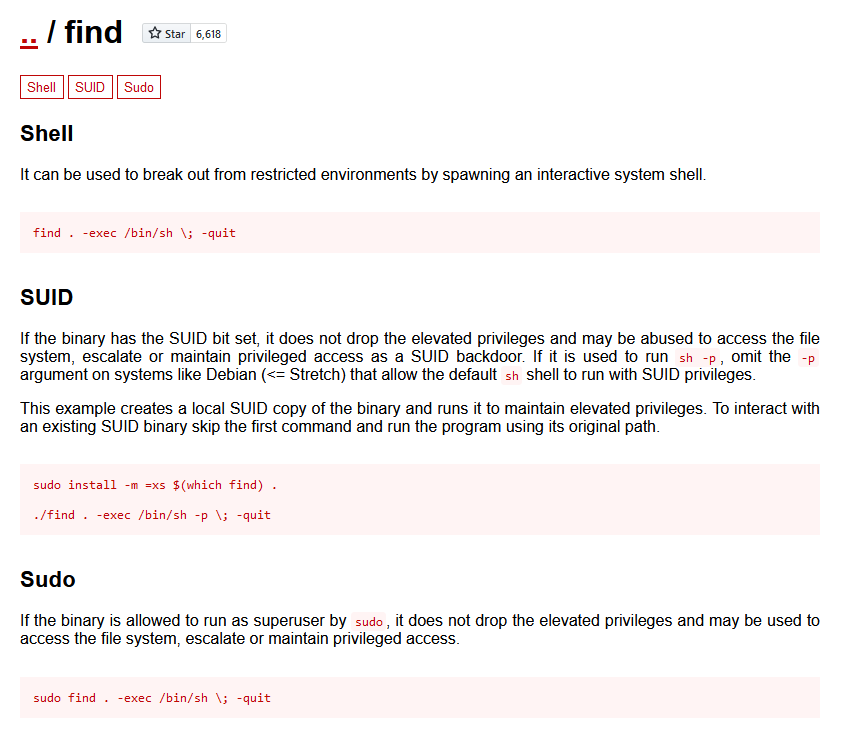 .. / find Star 6,618
Shell SUID Sudo
Shell
It can be used to break out from restricted environments by spawning an interactive system shell.
find . -exec /bin/sh \; -quit
SUID
If the binary has the SUID bit set, it does not drop the elevated privileges and may be abused to access the file
system, escalate or maintain privileged access as a SUID backdoor. If it is used to run sh -p, omit the -p
argument on systems like Debian (<= Stretch) that allow the default sh shell to run with SUID privileges.
This example creates a local SUID copy of the binary and runs it to maintain elevated privileges. To interact with
an existing SUID binary skip the first command and run the program using its original path.
sudo install -m =xs $(which find) .
./find . -exec /bin/sh -p \; -quit
Sudo
If the binary is allowed to run as superuser by sudo, it does not drop the elevated privileges and may be used to
access the file system, escalate or maintain privileged access.
sudo find . -exec /bin/sh \; -quit